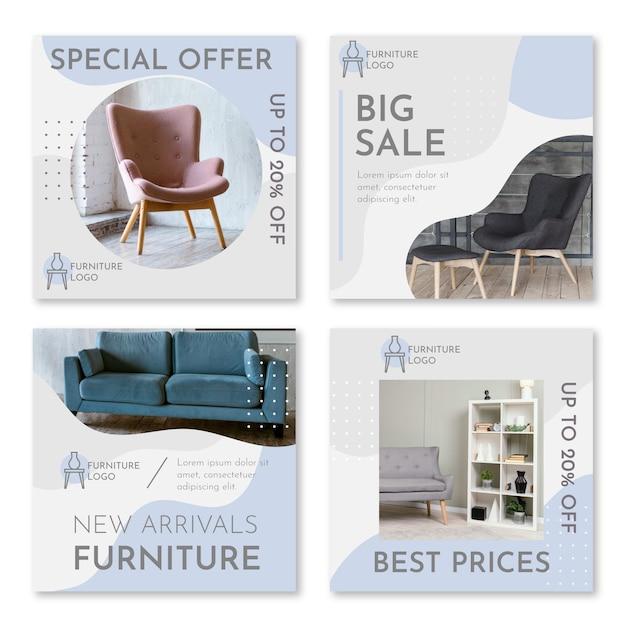 SPECIAL OFFER
UP TO 20% OFF
FURNITURE
LOGO
FURNITURE
LOGO
BIG
SALE
Lorem ipsum dolor sit
amet, consectetur
adipiscing elit,
FURNITURE
LOGO
Lorem ipsum dolor sit amet,
consectetur adipiscing elit,
NEW ARRIVALS
FURNITURE
FURNITURE
LOGO
UP TO 20% OFF
BEST PRICES